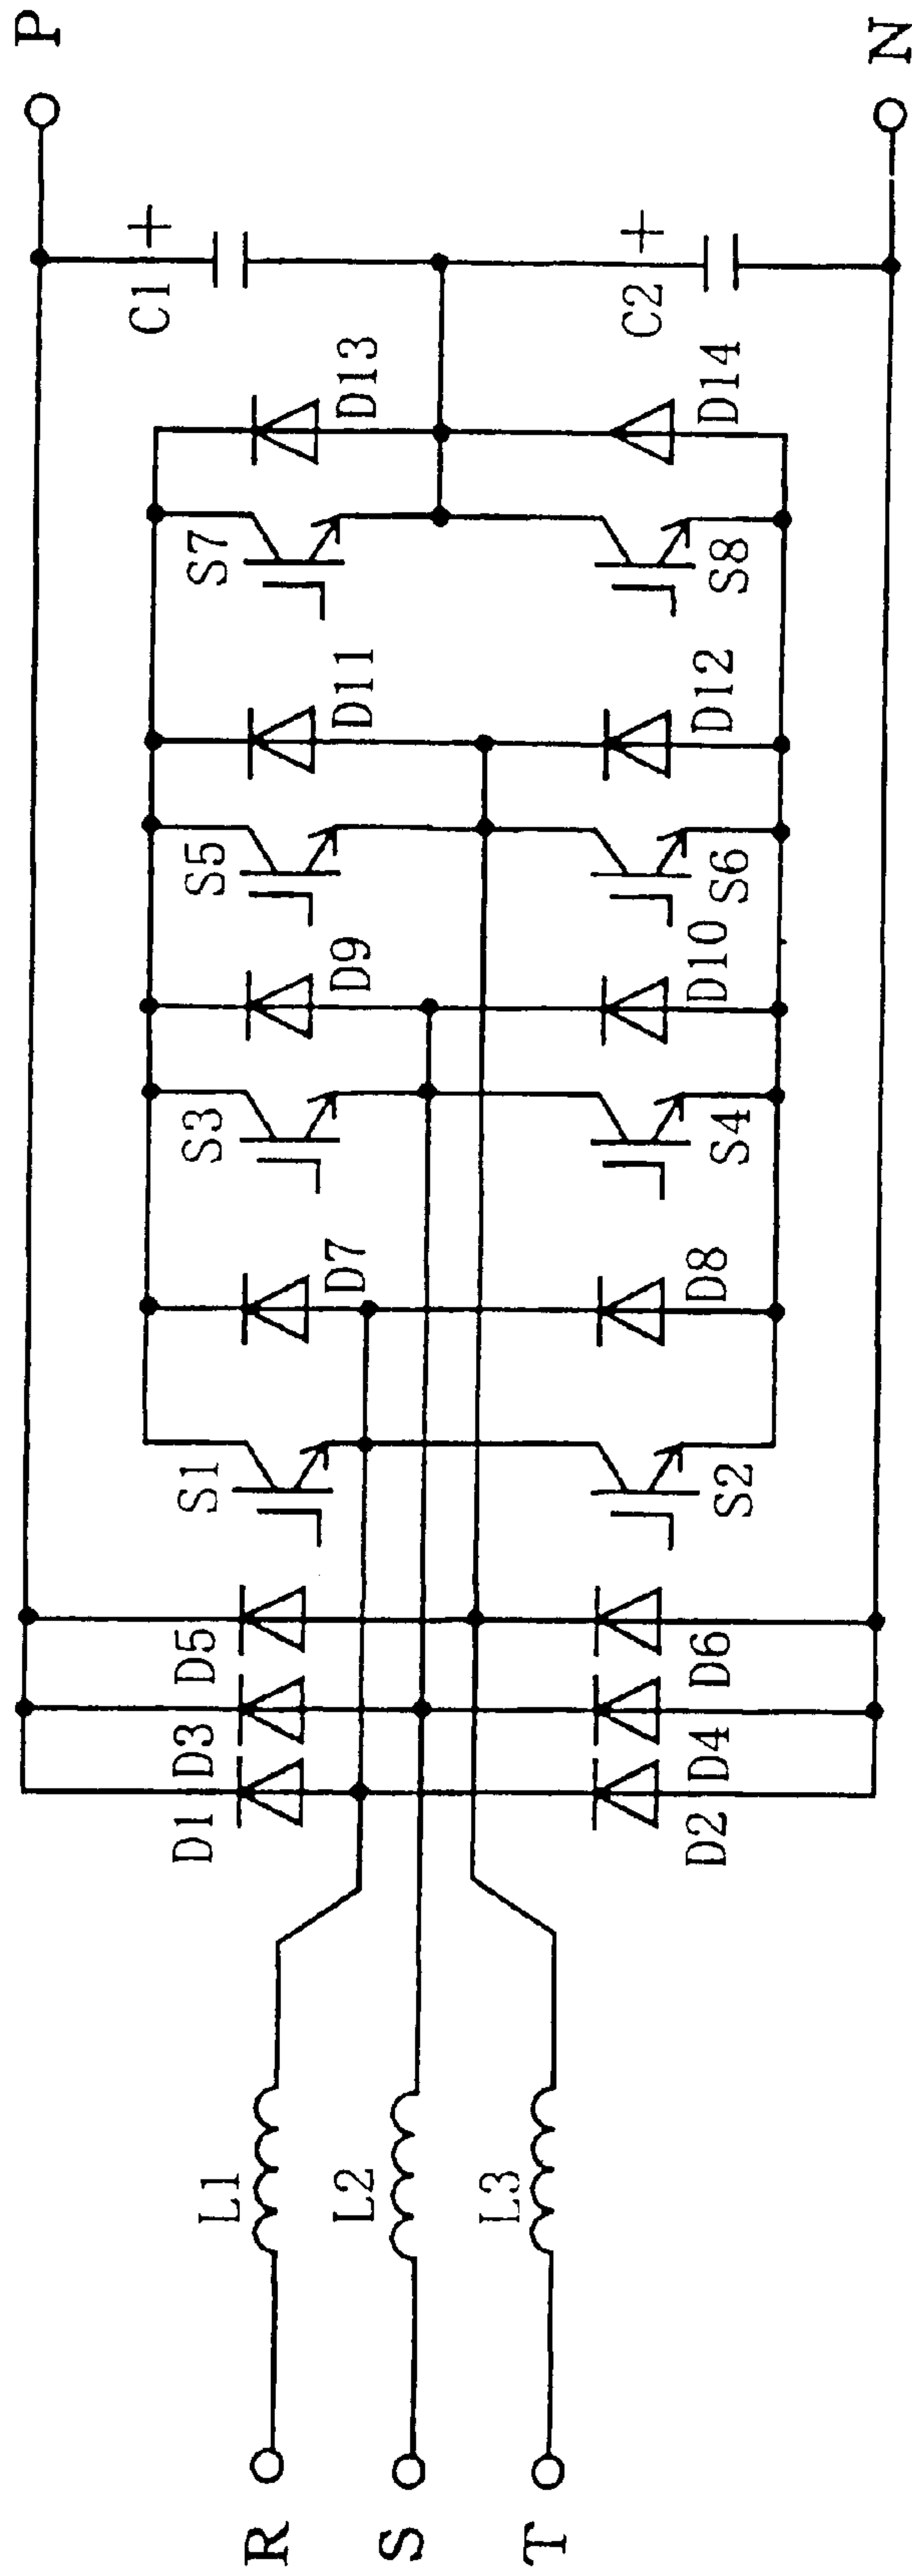 P
N
C1 +
C2 +
D13
D14
S7
S8
D11
D12
S5
S6
D9
D10
S3
S4
D7
D8
S1
S2
D5
D6
D3
D4
D1
D2
L1
L2
L3
R
S
T